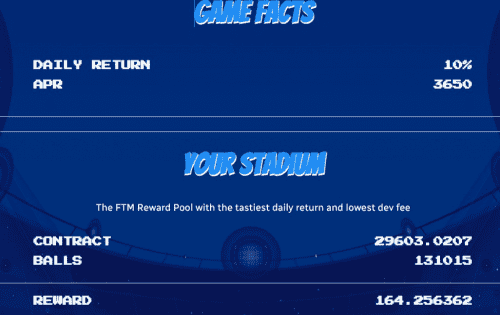 GAME FACTS
DAILY RETURN 10%
APR 3650
YOUR STADIUM
The FTM Reward Pool with the tastiest daily return and lowest dev fee
CONTRACT 29603.0207
BALLS 131015
REWARD 164.256362